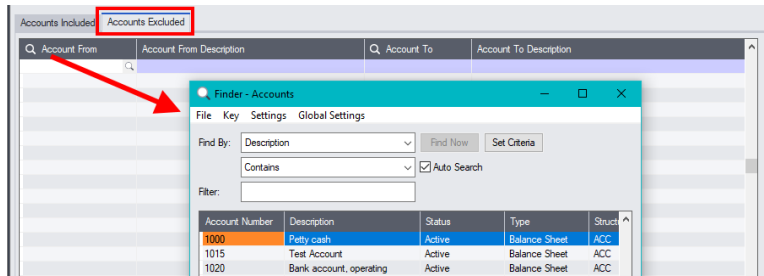 Accounts Included Accounts Excluded
Account From Account From Description Account To Account To Description
Finder - Accounts
File Key Settings Global Settings
Find By: Description Find Now Set Criteria
Contains Auto Search
Filter:
Account Number Description Status Type Struct
1000 Petty cash Active Balance Sheet ACC
1015 Test Account Active Balance Sheet ACC
1020 Bank account, operating Active Balance Sheet ACC